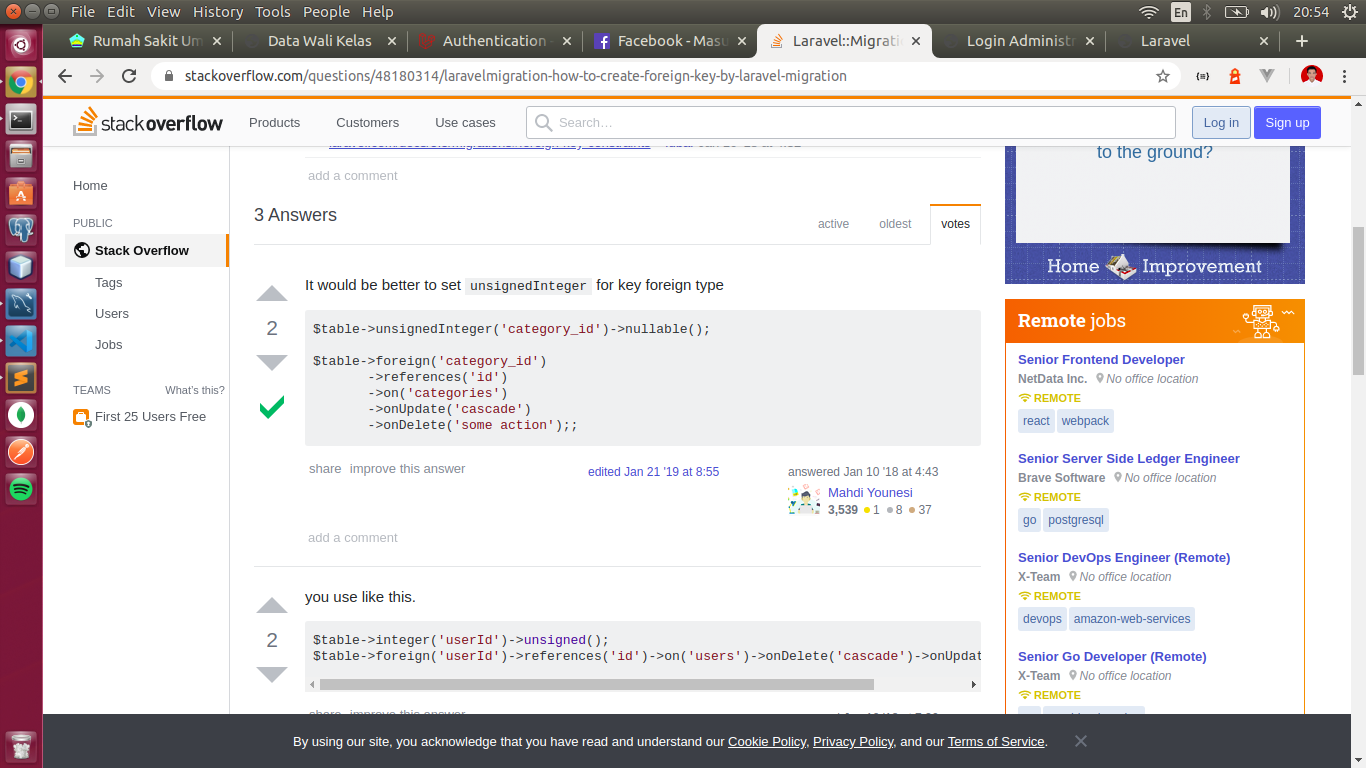 File Edit View History Tools People Help
En
20:54
Rumah Sakit Um
Data Wali Kelas
Authentication -
Facebook - Masu
Laravel::Migrati
Login Administr
Laravel
stackoverflow.com/questions/48180314/laravelmigration-how-to-create-foreign-key-by-laravel-migration
stack overflow
Products
Customers
Use cases
Search…
Log in
Sign up
Home
PUBLIC
Stack Overflow
Tags
Users
Jobs
TEAMS
What's this?
First 25 Users Free
add a comment
3 Answers
active
oldest
votes
It would be better to set unsignedInteger for key foreign type
2
$table->unsignedInteger('category_id')->nullable();
$table->foreign('category_id')
->references('id')
->on('categories')
->onUpdate('cascade')
->onDelete('some action');;
share improve this answer
edited Jan 21 '19 at 8:55
answered Jan 10 '18 at 4:43
Mahdi Younesi
3,539 1 8 37
add a comment
you use like this.
2
$table->integer('userId')->unsigned();
$table->foreign('userId')->references('id')->on('users')->onDelete('cascade')->onUpdat
share improve this answer
to the ground?
Home Improvement
Remote jobs
Senior Frontend Developer
NetData Inc. No office location
REMOTE
react webpack
Senior Server Side Ledger Engineer
Brave Software No office location
REMOTE
go postgresql
Senior DevOps Engineer (Remote)
X-Team No office location
REMOTE
devops amazon-web-services
Senior Go Developer (Remote)
X-Team No office location
REMOTE
By using our site, you acknowledge that you have read and understand our Cookie Policy, Privacy Policy, and our Terms of Service.